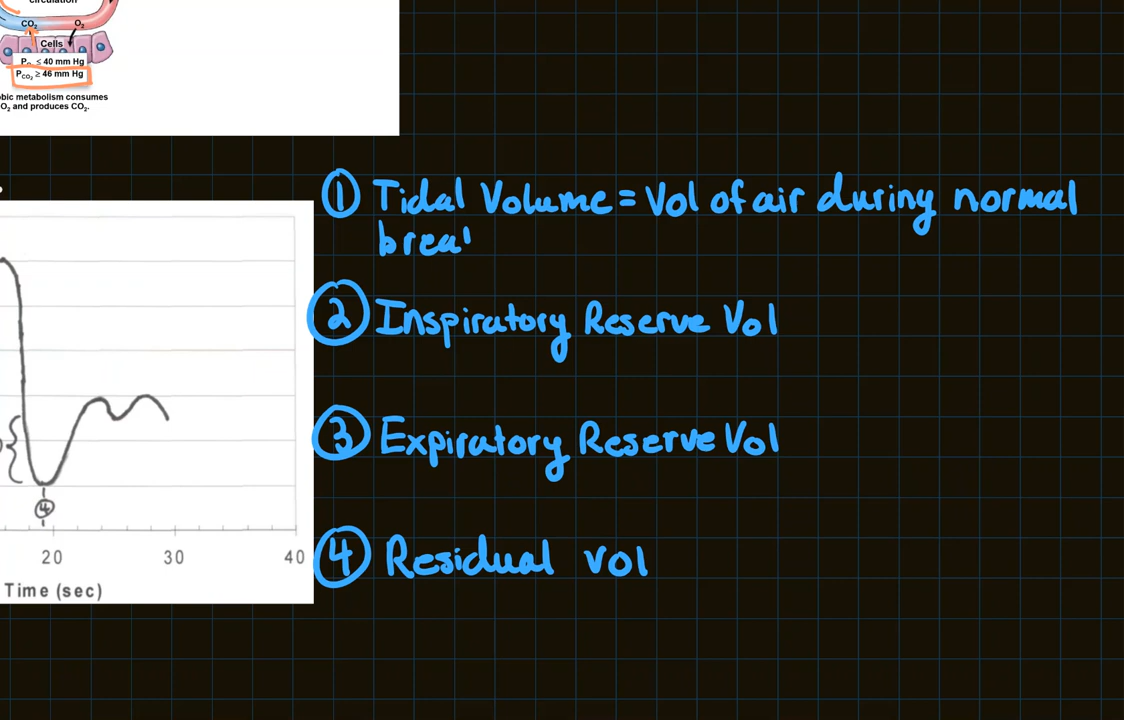 circulation
CO2 O2
Cells
≤ 40 mm Hg
PCO2 ≥ 46 mm Hg
obic metabolism consumes
O2 and produces CO2.
① Tidal Volume = Vol of air during normal
brea
② Inspiratory Reserve Vol
③ Expiratory Reserve Vol
④
20 30 40
④ Residual vol
Time (sec)